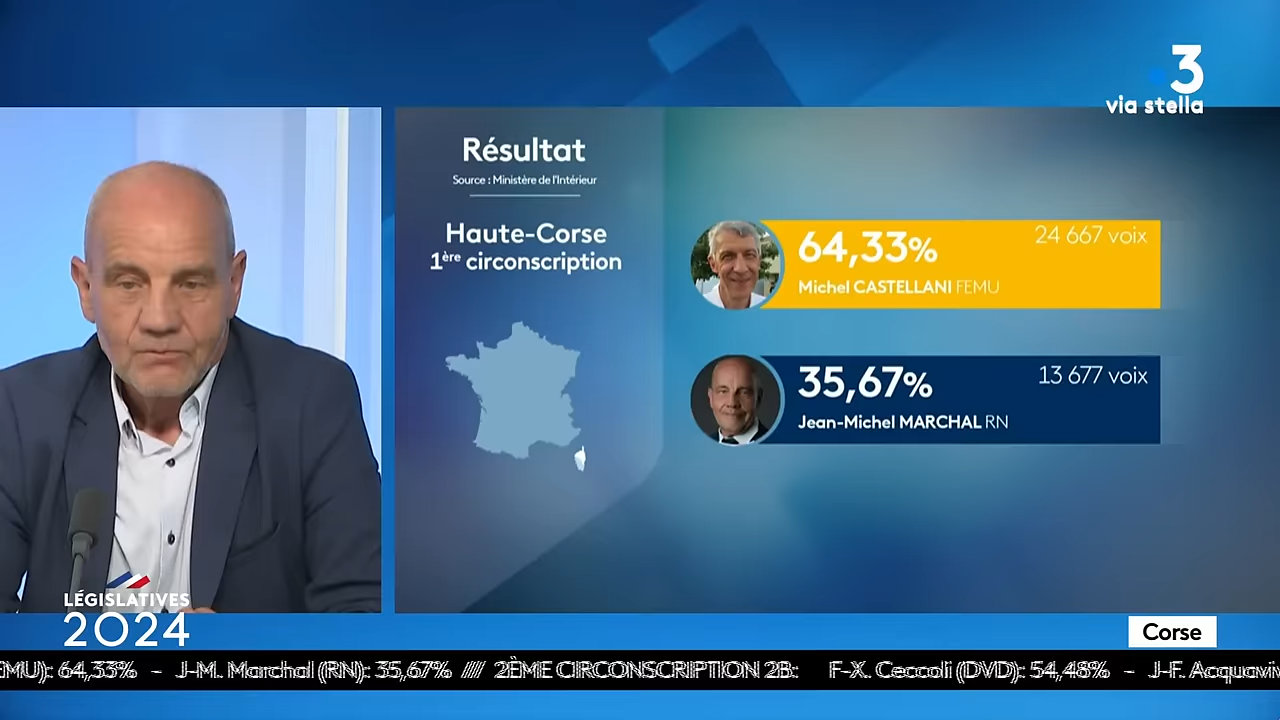 3
via stella
Résultat
Source : Ministère de l'Intérieur
Haute-Corse
1ère circonscription
64,33%
24 667 voix
Michel CASTELLANI FEMU
35,67%
13 677 voix
Jean-Michel MARCHAL RN
LÉGISLATIVES
2024
Corse
EMU): 64,33% - J-M. Marchal (RN): 35,67% /// 2ÈME CIRCONSCRIPTION 2B: F-X. Ceccoli (DVD): 54,48% - J-F. Acquaviv